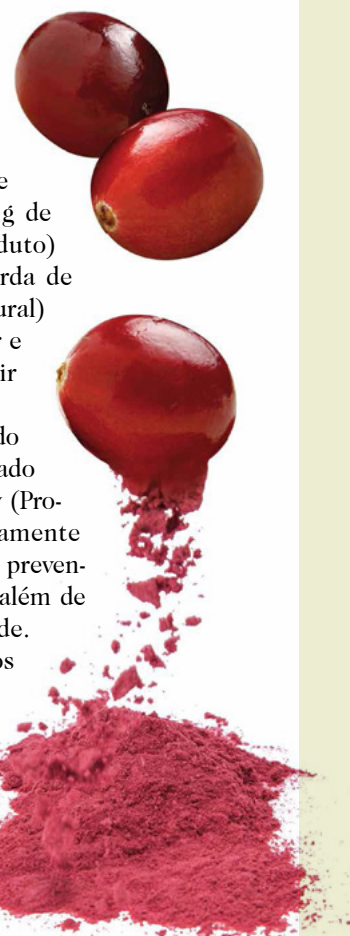 e
g de
duto)
rda de
ural)
r e
ir
do
ado
(Pro-
amente
preven-
além de
de.
os